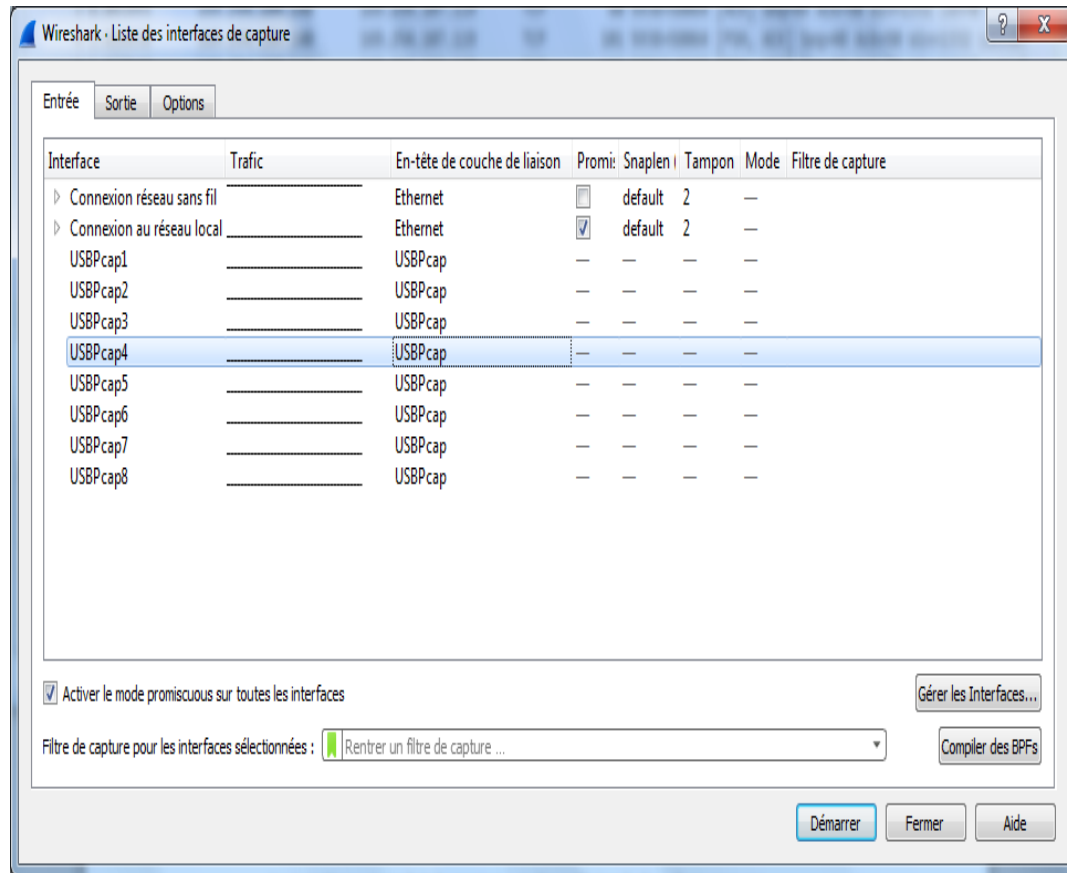 Wireshark · Liste des interfaces de capture
Entrée Sortie Options
Interface Trafic En-tête de couche de liaison Promis Snaplen ( Tampon Mode Filtre de capture
Connexion réseau sans fil Ethernet default 2 —
Connexion au réseau local Ethernet default 2 —
USBPcap1 USBPcap — — — —
USBPcap2 USBPcap — — — —
USBPcap3 USBPcap — — — —
USBPcap4 USBPcap — — — —
USBPcap5 USBPcap — — — —
USBPcap6 USBPcap — — — —
USBPcap7 USBPcap — — — —
USBPcap8 USBPcap — — — —
Activer le mode promiscuous sur toutes les interfaces Gérer les Interfaces...
Filtre de capture pour les interfaces sélectionnées : Rentrer un filtre de capture ... Compiler des BPFs
Démarrer Fermer Aide